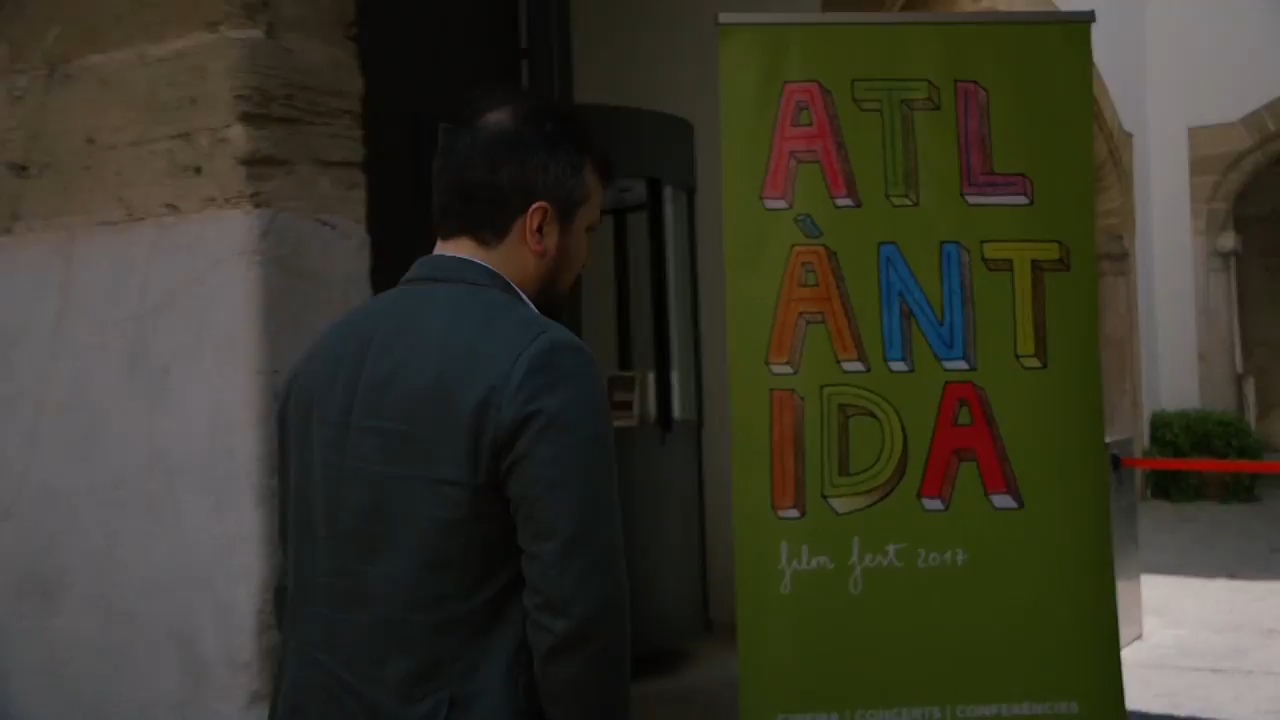 ATL
ÀNT
IDA
film fest 2017
CINEMA | CONCERTS | CONFERÈNCIES